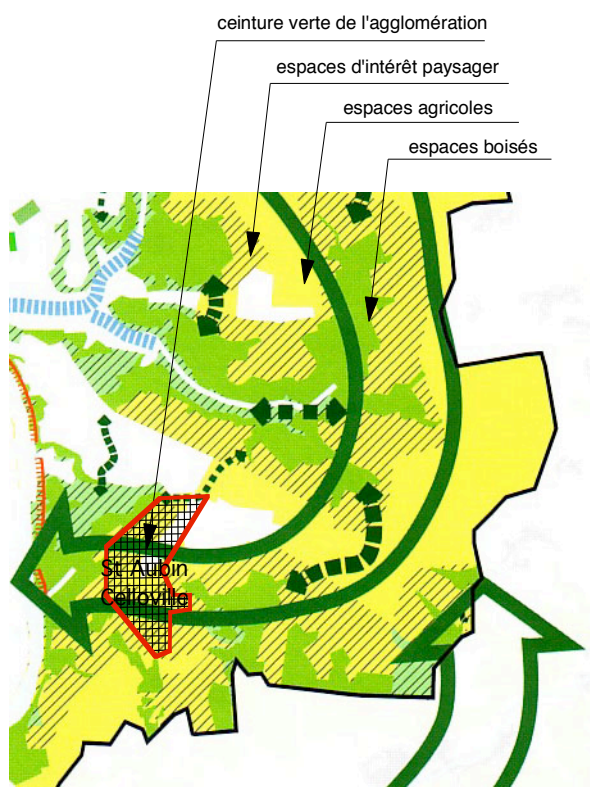 ceinture verte de l'agglomération
espaces d'intérêt paysager
espaces agricoles
espaces boisés
St Aubin
Celloville